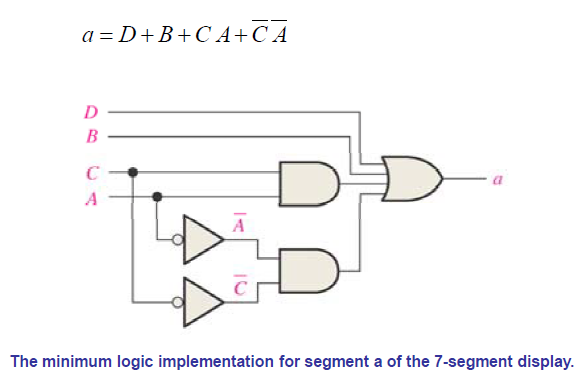 a = D + B + C A + C̅ A̅
D
B
C
A
a
A̅
C̅
The minimum logic implementation for segment a of the 7-segment display.